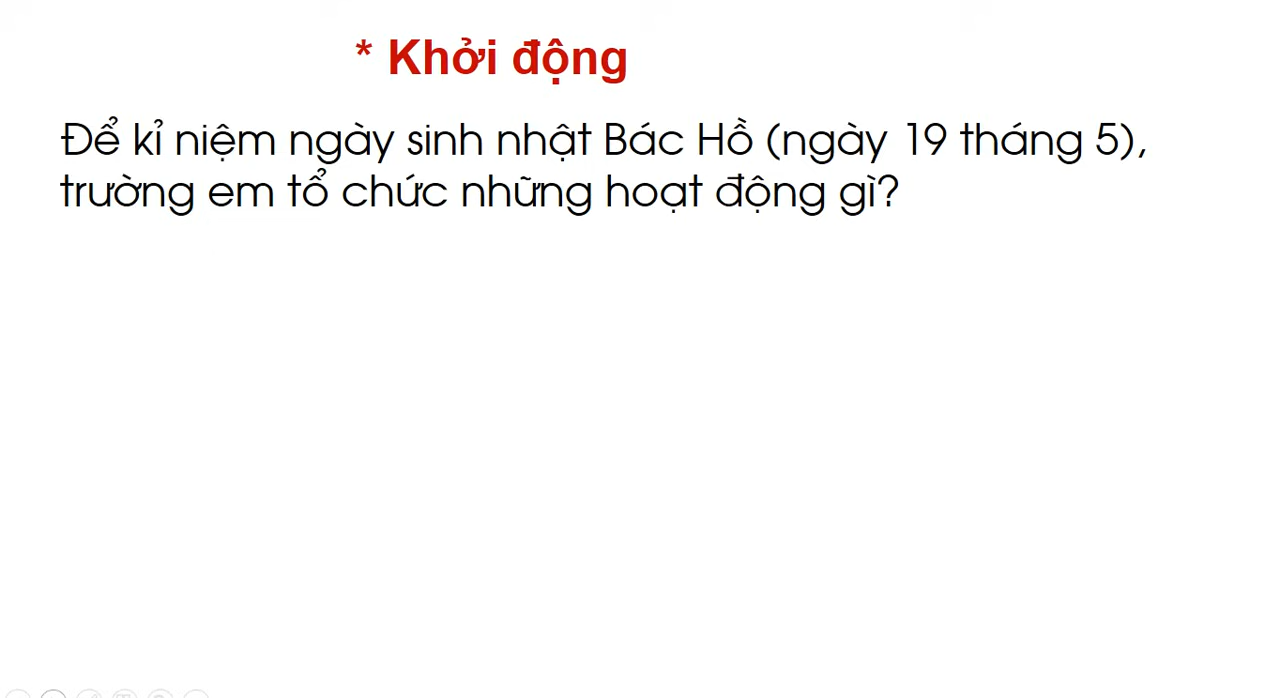 * Khởi động
Để kỉ niệm ngày sinh nhật Bác Hồ (ngày 19 tháng 5),
trường em tổ chức những hoạt động gì?